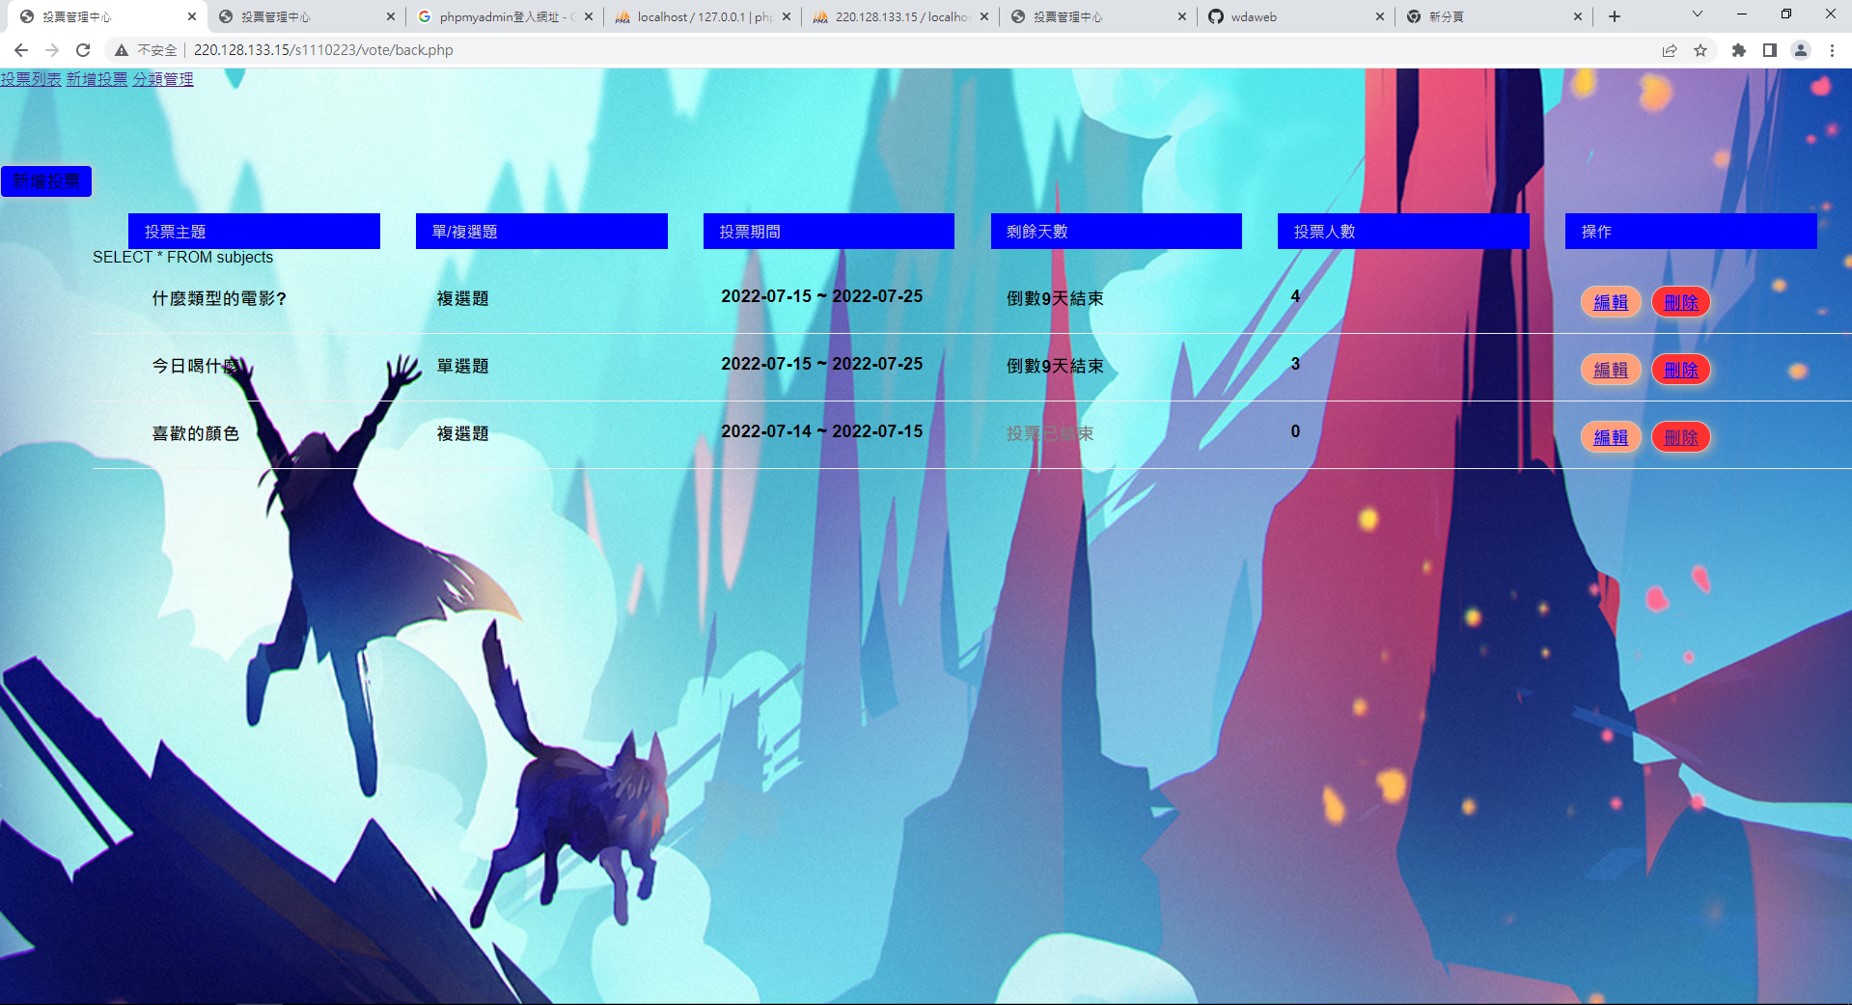 投票管理中心
投票管理中心
phpmyadmin登入網址 - G
localhost / 127.0.0.1 | php
220.128.133.15 / localhos
投票管理中心
wdaweb
新分頁
不安全 | 220.128.133.15/s1110223/vote/back.php
投票列表 新增投票 分類管理
新增投票
投票主題 單/複選題 投票期間 剩餘天數 投票人數 操作
SELECT * FROM subjects
什麼類型的電影? 複選題 2022-07-15 ~ 2022-07-25 倒數9天結束 4 編輯 刪除
今日喝什麼 單選題 2022-07-15 ~ 2022-07-25 倒數9天結束 3 編輯 刪除
喜歡的顏色 複選題 2022-07-14 ~ 2022-07-15 投票已結束 0 編輯 刪除